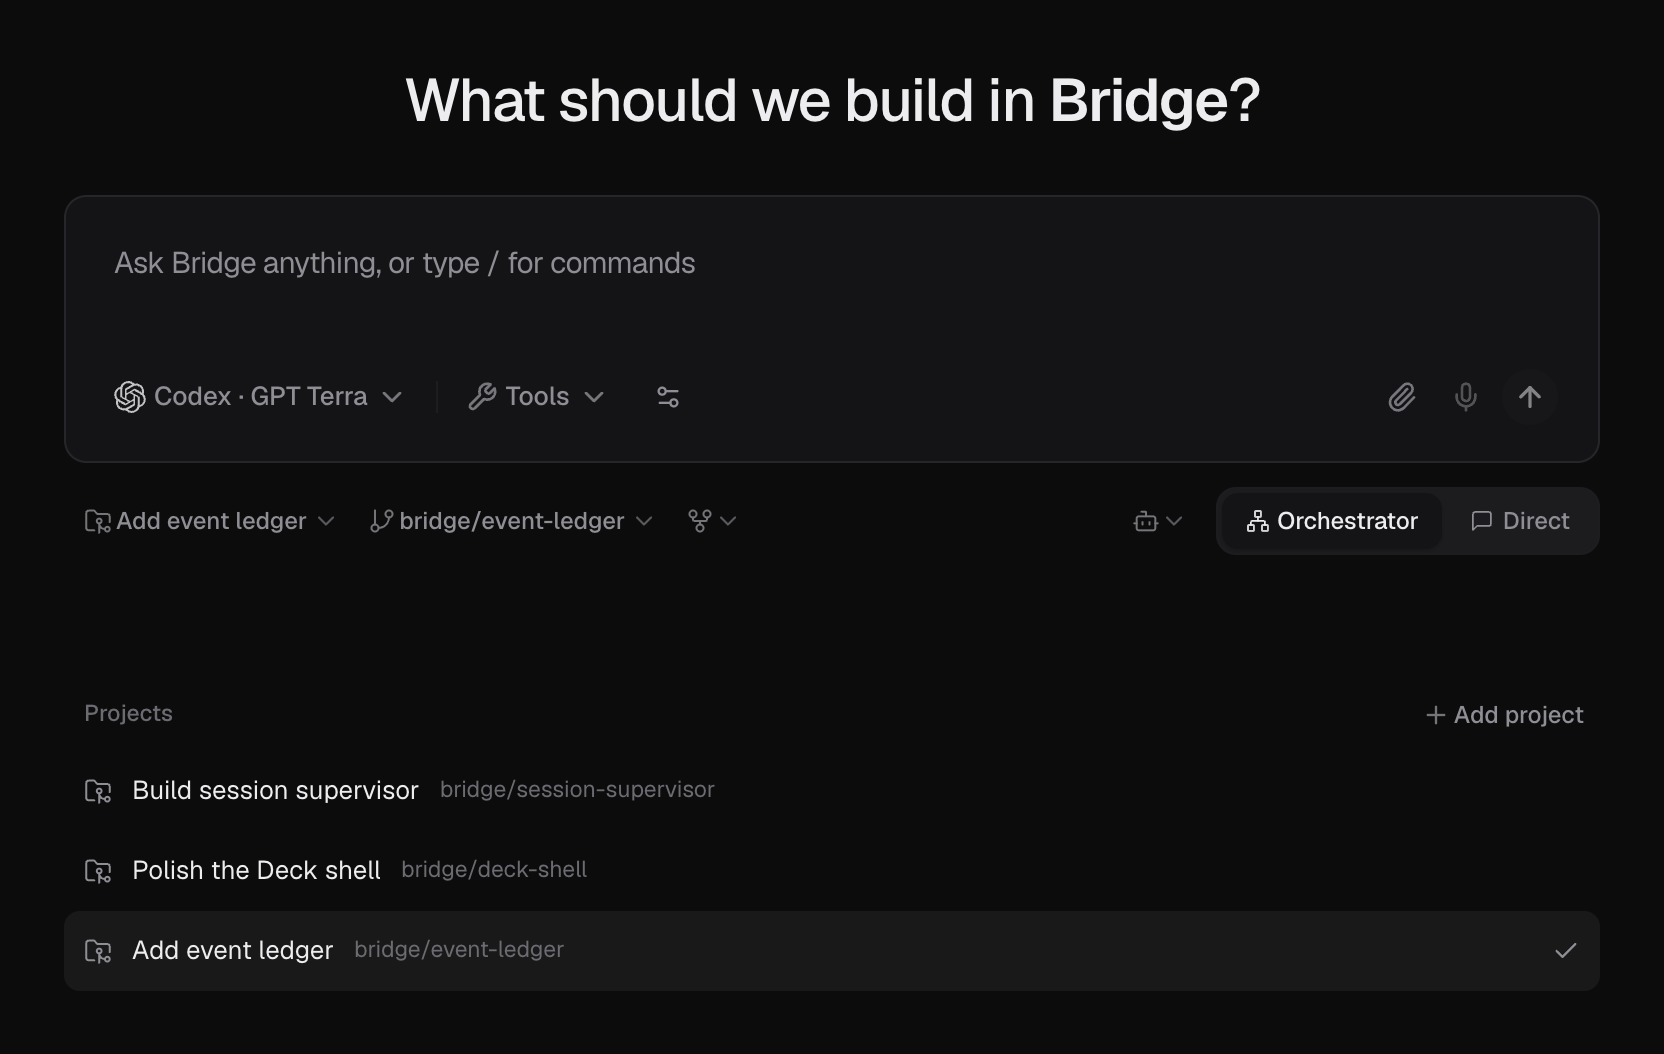 What should we build in Bridge?
Ask Bridge anything, or type / for commands
Codex · GPT Terra
Tools
Add event ledger
bridge/event-ledger
Orchestrator
Direct
Projects
Add project
Build session supervisor bridge/session-supervisor
Polish the Deck shell bridge/deck-shell
Add event ledger bridge/event-ledger